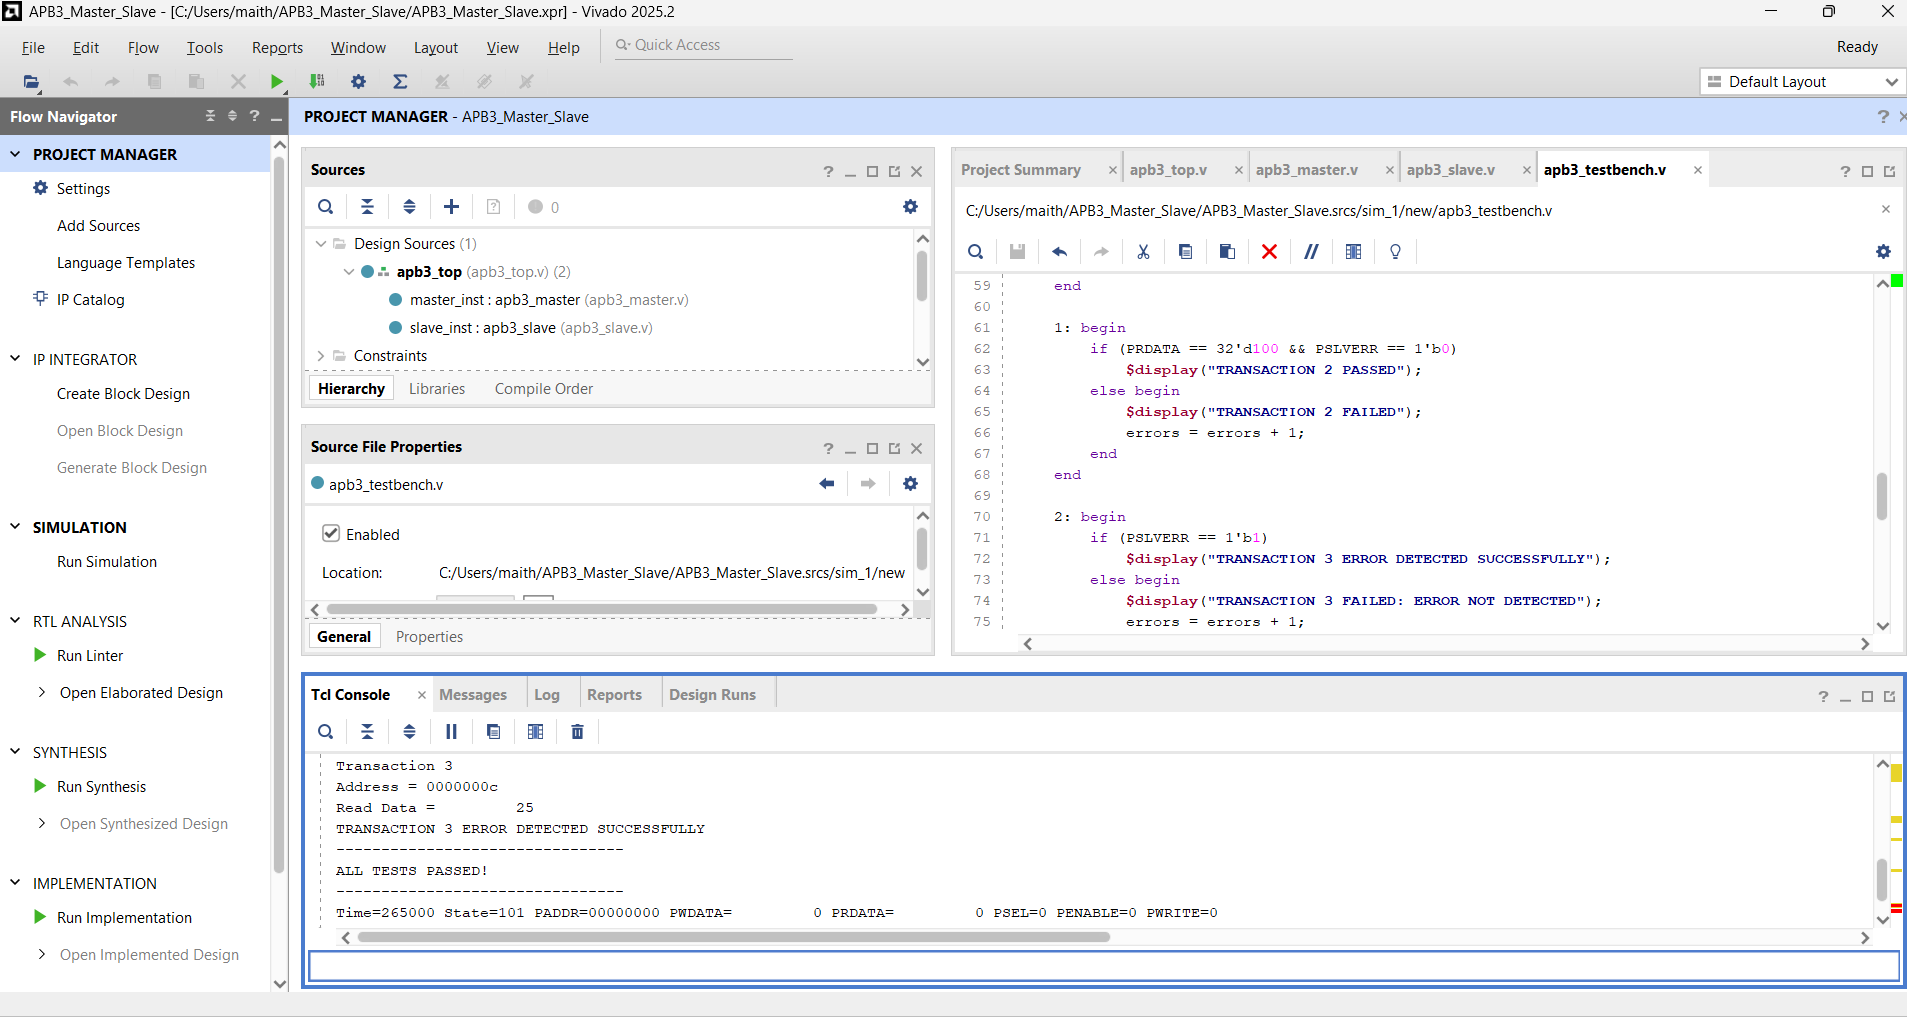 APB3_Master_Slave - [C:/Users/maith/APB3_Master_Slave/APB3_Master_Slave.xpr] - Vivado 2025.2
File Edit Flow Tools Reports Window Layout View Help Quick Access Ready
Default Layout
Flow Navigator
PROJECT MANAGER
Settings
Add Sources
Language Templates
IP Catalog
IP INTEGRATOR
Create Block Design
Open Block Design
Generate Block Design
SIMULATION
Run Simulation
RTL ANALYSIS
Run Linter
Open Elaborated Design
SYNTHESIS
Run Synthesis
Open Synthesized Design
IMPLEMENTATION
Run Implementation
Open Implemented Design
PROJECT MANAGER - APB3_Master_Slave
Sources
0
Design Sources (1)
apb3_top (apb3_top.v) (2)
master_inst : apb3_master (apb3_master.v)
slave_inst : apb3_slave (apb3_slave.v)
Constraints
Hierarchy Libraries Compile Order
Source File Properties
apb3_testbench.v
Enabled
Location: C:/Users/maith/APB3_Master_Slave/APB3_Master_Slave.srcs/sim_1/new
General Properties
Project Summary apb3_top.v apb3_master.v apb3_slave.v apb3_testbench.v
C:/Users/maith/APB3_Master_Slave/APB3_Master_Slave.srcs/sim_1/new/apb3_testbench.v
59 end
60
61 1: begin
62 if (PRDATA == 32'd100 && PSLVERR == 1'b0)
63 $display("TRANSACTION 2 PASSED");
64 else begin
65 $display("TRANSACTION 2 FAILED");
66 errors = errors + 1;
67 end
68 end
69
70 2: begin
71 if (PSLVERR == 1'b1)
72 $display("TRANSACTION 3 ERROR DETECTED SUCCESSFULLY");
73 else begin
74 $display("TRANSACTION 3 FAILED: ERROR NOT DETECTED");
75 errors = errors + 1;
Tcl Console Messages Log Reports Design Runs
Transaction 3
Address = 0000000c
Read Data = 25
TRANSACTION 3 ERROR DETECTED SUCCESSFULLY
--------------------------------
ALL TESTS PASSED!
--------------------------------
Time=265000 State=101 PADDR=00000000 PWDATA= 0 PRDATA= 0 PSEL=0 PENABLE=0 PWRITE=0